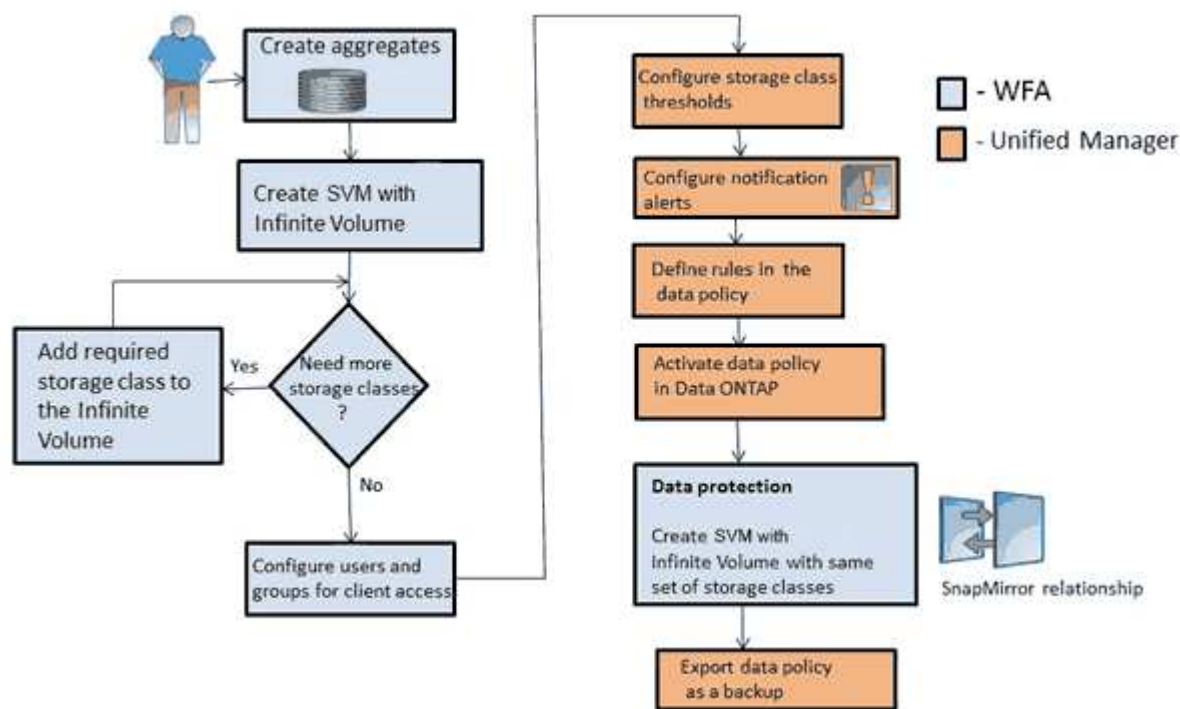 Create aggregates
Create SVM with
Infinite Volume
Add required
storage class to
the Infinite
Volume
Yes
Need more
storage classes
?
No
Configure users and
groups for client access
Configure storage class
thresholds
Configure notification
alerts
Define rules in the
data policy
Activate data policy
in Data ONTAP
Data protection
Create SVM with
Infinite Volume with same
set of storage classes
SnapMirror relationship
Export data policy
as a backup
- WFA
- Unified Manager